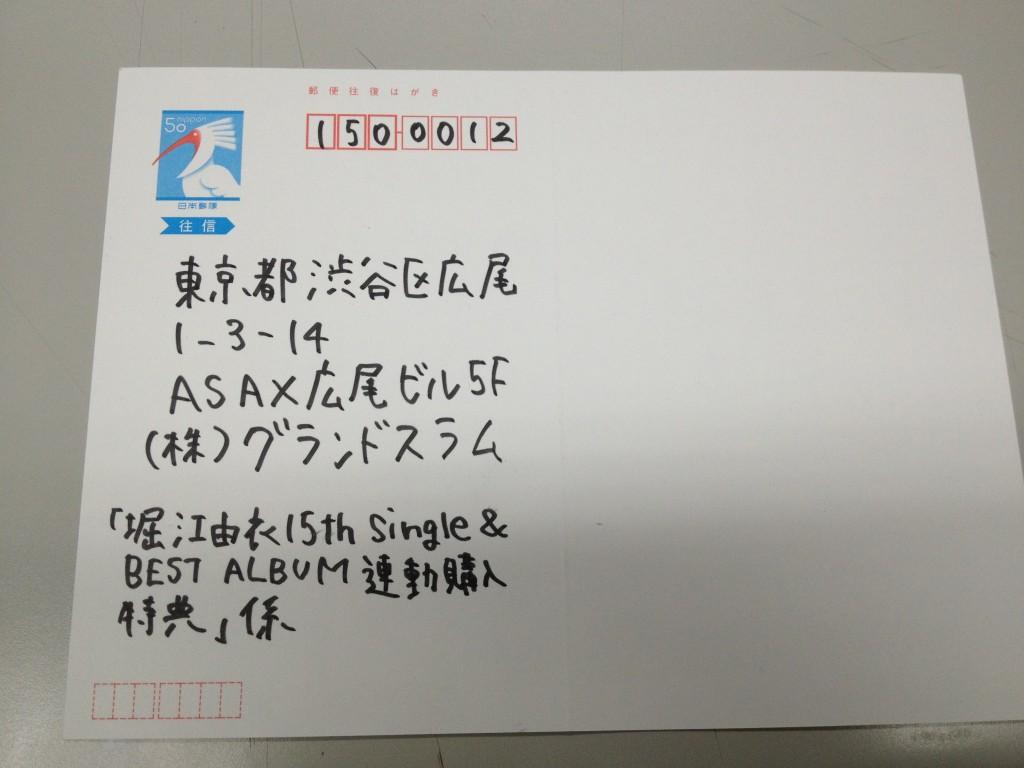 郵便往復はがき
50 nippon
150-0012
日本郵便
往信
東京都渋谷区広尾
1-3-14
ASAX広尾ビル5F
(株)グランドスラム
「堀江由衣15th Single &
BEST ALBUM 連動購入
特典」係